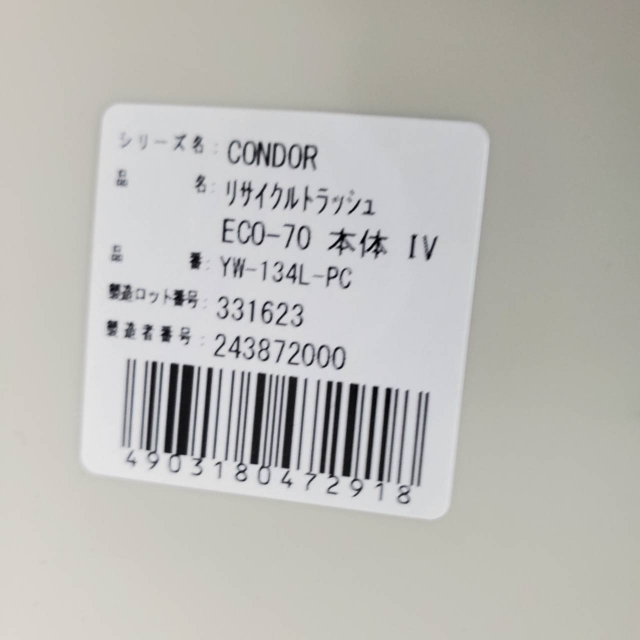 シリーズ名: CONDOR
品　　名: リサイクルトラッシュ
ECO-70 本体 IV
品　　番: YW-134L-PC
製造ロット番号: 331623
製造者番号: 243872000
4903180472918